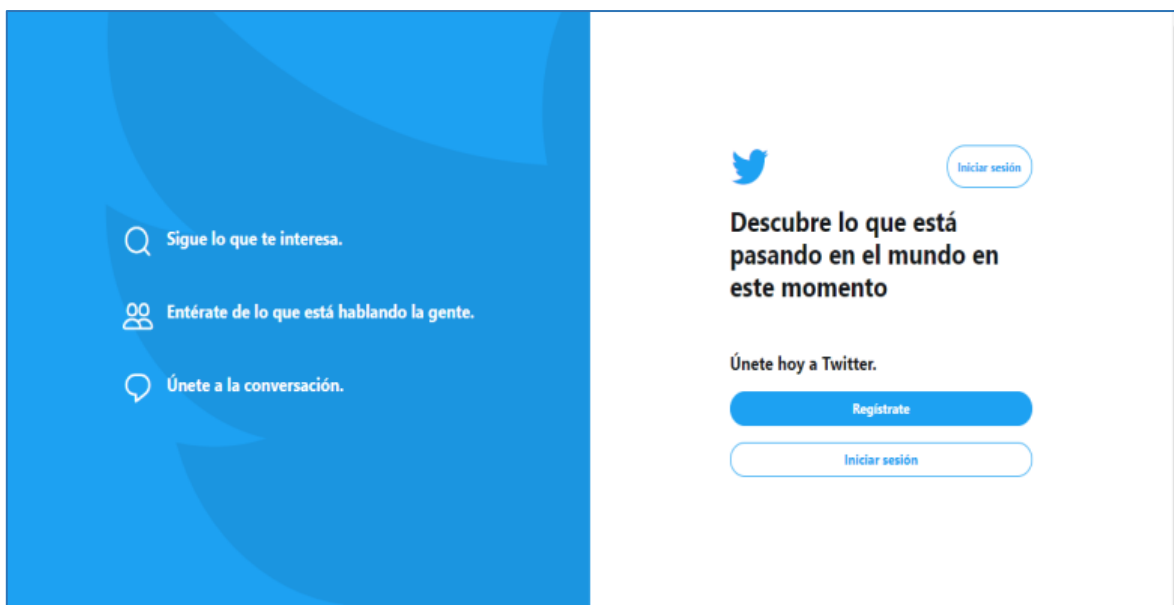 Sigue lo que te interesa.
Entérate de lo que está hablando la gente.
Únete a la conversación.
Iniciar sesión
Descubre lo que está
pasando en el mundo en
este momento
Únete hoy a Twitter.
Regístrate
Iniciar sesión